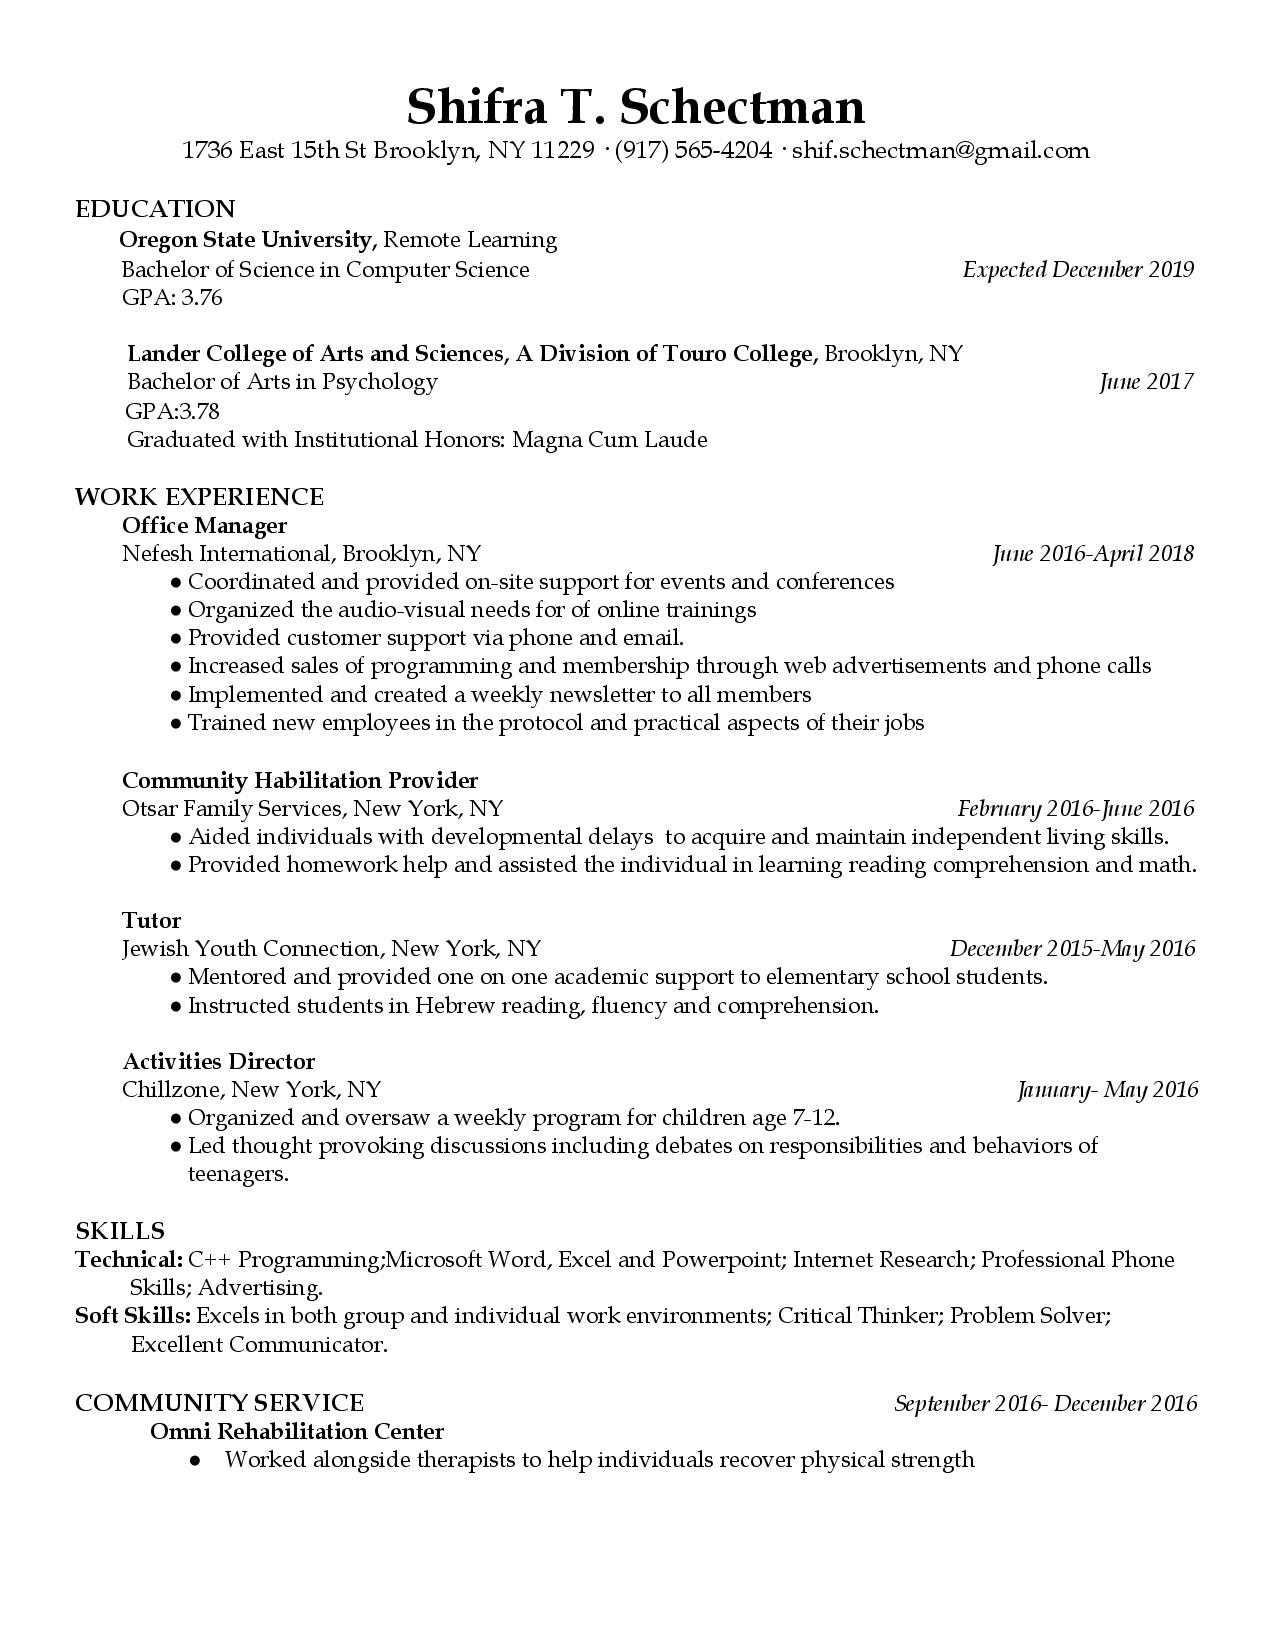 Shifra T. Schectman
1736 East 15th St Brooklyn, NY 11229 · (917) 565-4204 · shif.schectman@gmail.com
EDUCATION
Oregon State University, Remote Learning
Bachelor of Science in Computer Science Expected December 2019
GPA: 3.76
Lander College of Arts and Sciences, A Division of Touro College, Brooklyn, NY
Bachelor of Arts in Psychology June 2017
GPA:3.78
Graduated with Institutional Honors: Magna Cum Laude
WORK EXPERIENCE
Office Manager
Nefesh International, Brooklyn, NY June 2016-April 2018
● Coordinated and provided on-site support for events and conferences
● Organized the audio-visual needs for of online trainings
● Provided customer support via phone and email.
● Increased sales of programming and membership through web advertisements and phone calls
● Implemented and created a weekly newsletter to all members
● Trained new employees in the protocol and practical aspects of their jobs
Community Habilitation Provider
Otsar Family Services, New York, NY February 2016-June 2016
● Aided individuals with developmental delays  to acquire and maintain independent living skills.
● Provided homework help and assisted the individual in learning reading comprehension and math.
Tutor
Jewish Youth Connection, New York, NY December 2015-May 2016
● Mentored and provided one on one academic support to elementary school students.
● Instructed students in Hebrew reading, fluency and comprehension.
Activities Director
Chillzone, New York, NY January- May 2016
● Organized and oversaw a weekly program for children age 7-12.
● Led thought provoking discussions including debates on responsibilities and behaviors of
teenagers.
SKILLS
Technical: C++ Programming;Microsoft Word, Excel and Powerpoint; Internet Research; Professional Phone
Skills; Advertising.
Soft Skills: Excels in both group and individual work environments; Critical Thinker; Problem Solver;
Excellent Communicator.
COMMUNITY SERVICE September 2016- December 2016
Omni Rehabilitation Center
● Worked alongside therapists to help individuals recover physical strength